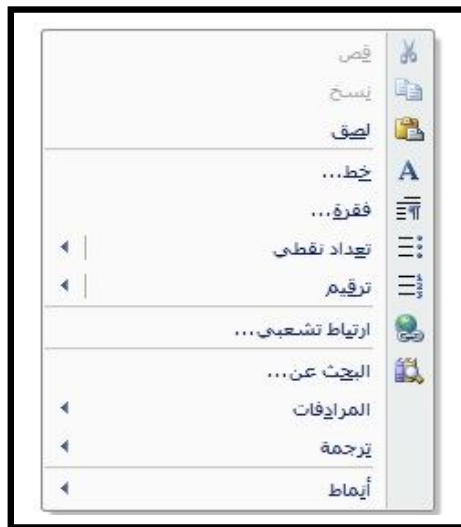 قص
نسخ
لصق
خط...
فقرة...
تعداد نقطي
ترقيم
ارتباط تشعبي...
البحث عن...
المرادفات
ترجمة
أنماط